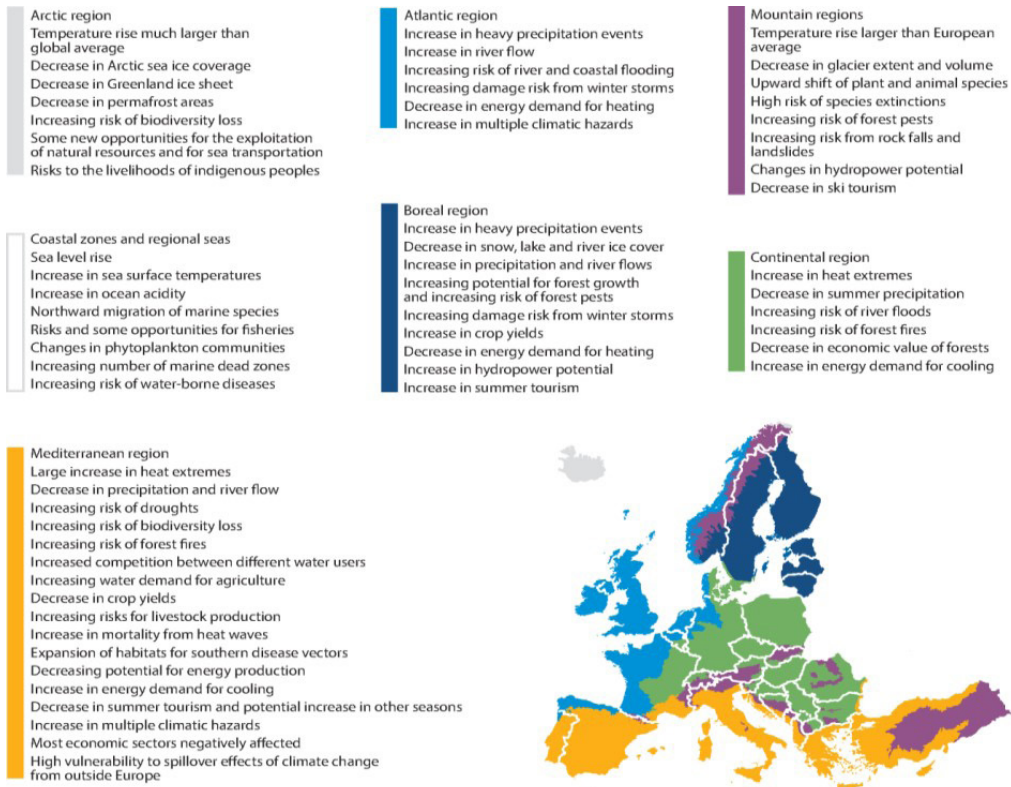 Arctic region
Temperature rise much larger than
global average
Decrease in Arctic sea ice coverage
Decrease in Greenland ice sheet
Decrease in permafrost areas
Increasing risk of biodiversity loss
Some new opportunities for the exploitation
of natural resources and for sea transportation
Risks to the livelihoods of indigenous peoples
Atlantic region
Increase in heavy precipitation events
Increase in river flow
Increasing risk of river and coastal flooding
Increasing damage risk from winter storms
Decrease in energy demand for heating
Increase in multiple climatic hazards
Mountain regions
Temperature rise larger than European
average
Decrease in glacier extent and volume
Upward shift of plant and animal species
High risk of species extinctions
Increasing risk of forest pests
Increasing risk from rock falls and
landslides
Changes in hydropower potential
Decrease in ski tourism
Coastal zones and regional seas
Sea level rise
Increase in sea surface temperatures
Increase in ocean acidity
Northward migration of marine species
Risks and some opportunities for fisheries
Changes in phytoplankton communities
Increasing number of marine dead zones
Increasing risk of water-borne diseases
Boreal region
Increase in heavy precipitation events
Decrease in snow, lake and river ice cover
Increase in precipitation and river flows
Increasing potential for forest growth
and increasing risk of forest pests
Increasing damage risk from winter storms
Increase in crop yields
Decrease in energy demand for heating
Increase in hydropower potential
Increase in summer tourism
Continental region
Increase in heat extremes
Decrease in summer precipitation
Increasing risk of river floods
Increasing risk of forest fires
Decrease in economic value of forests
Increase in energy demand for cooling
Mediterranean region
Large increase in heat extremes
Decrease in precipitation and river flow
Increasing risk of droughts
Increasing risk of biodiversity loss
Increasing risk of forest fires
Increased competition between different water users
Increasing water demand for agriculture
Decrease in crop yields
Increasing risks for livestock production
Increase in mortality from heat waves
Expansion of habitats for southern disease vectors
Decreasing potential for energy production
Increase in energy demand for cooling
Decrease in summer tourism and potential increase in other seasons
Increase in multiple climatic hazards
Most economic sectors negatively affected
High vulnerability to spillover effects of climate change
from outside Europe